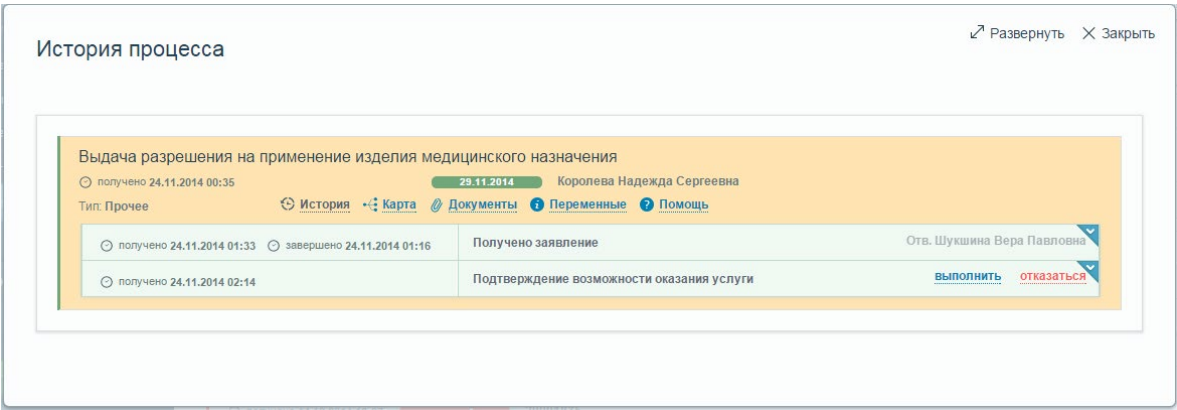 История процесса
Развернуть Закрыть
Выдача разрешения на применение изделия медицинского назначения
получено 24.11.2014 00:35 29.11.2014 Королева Надежда Сергеевна
Тип: Прочее История Карта Документы Переменные Помощь
получено 24.11.2014 01:33 завершено 24.11.2014 01:16 Получено заявление Отв. Шукшина Вера Павловна
получено 24.11.2014 02:14 Подтверждение возможности оказания услуги выполнить отказаться